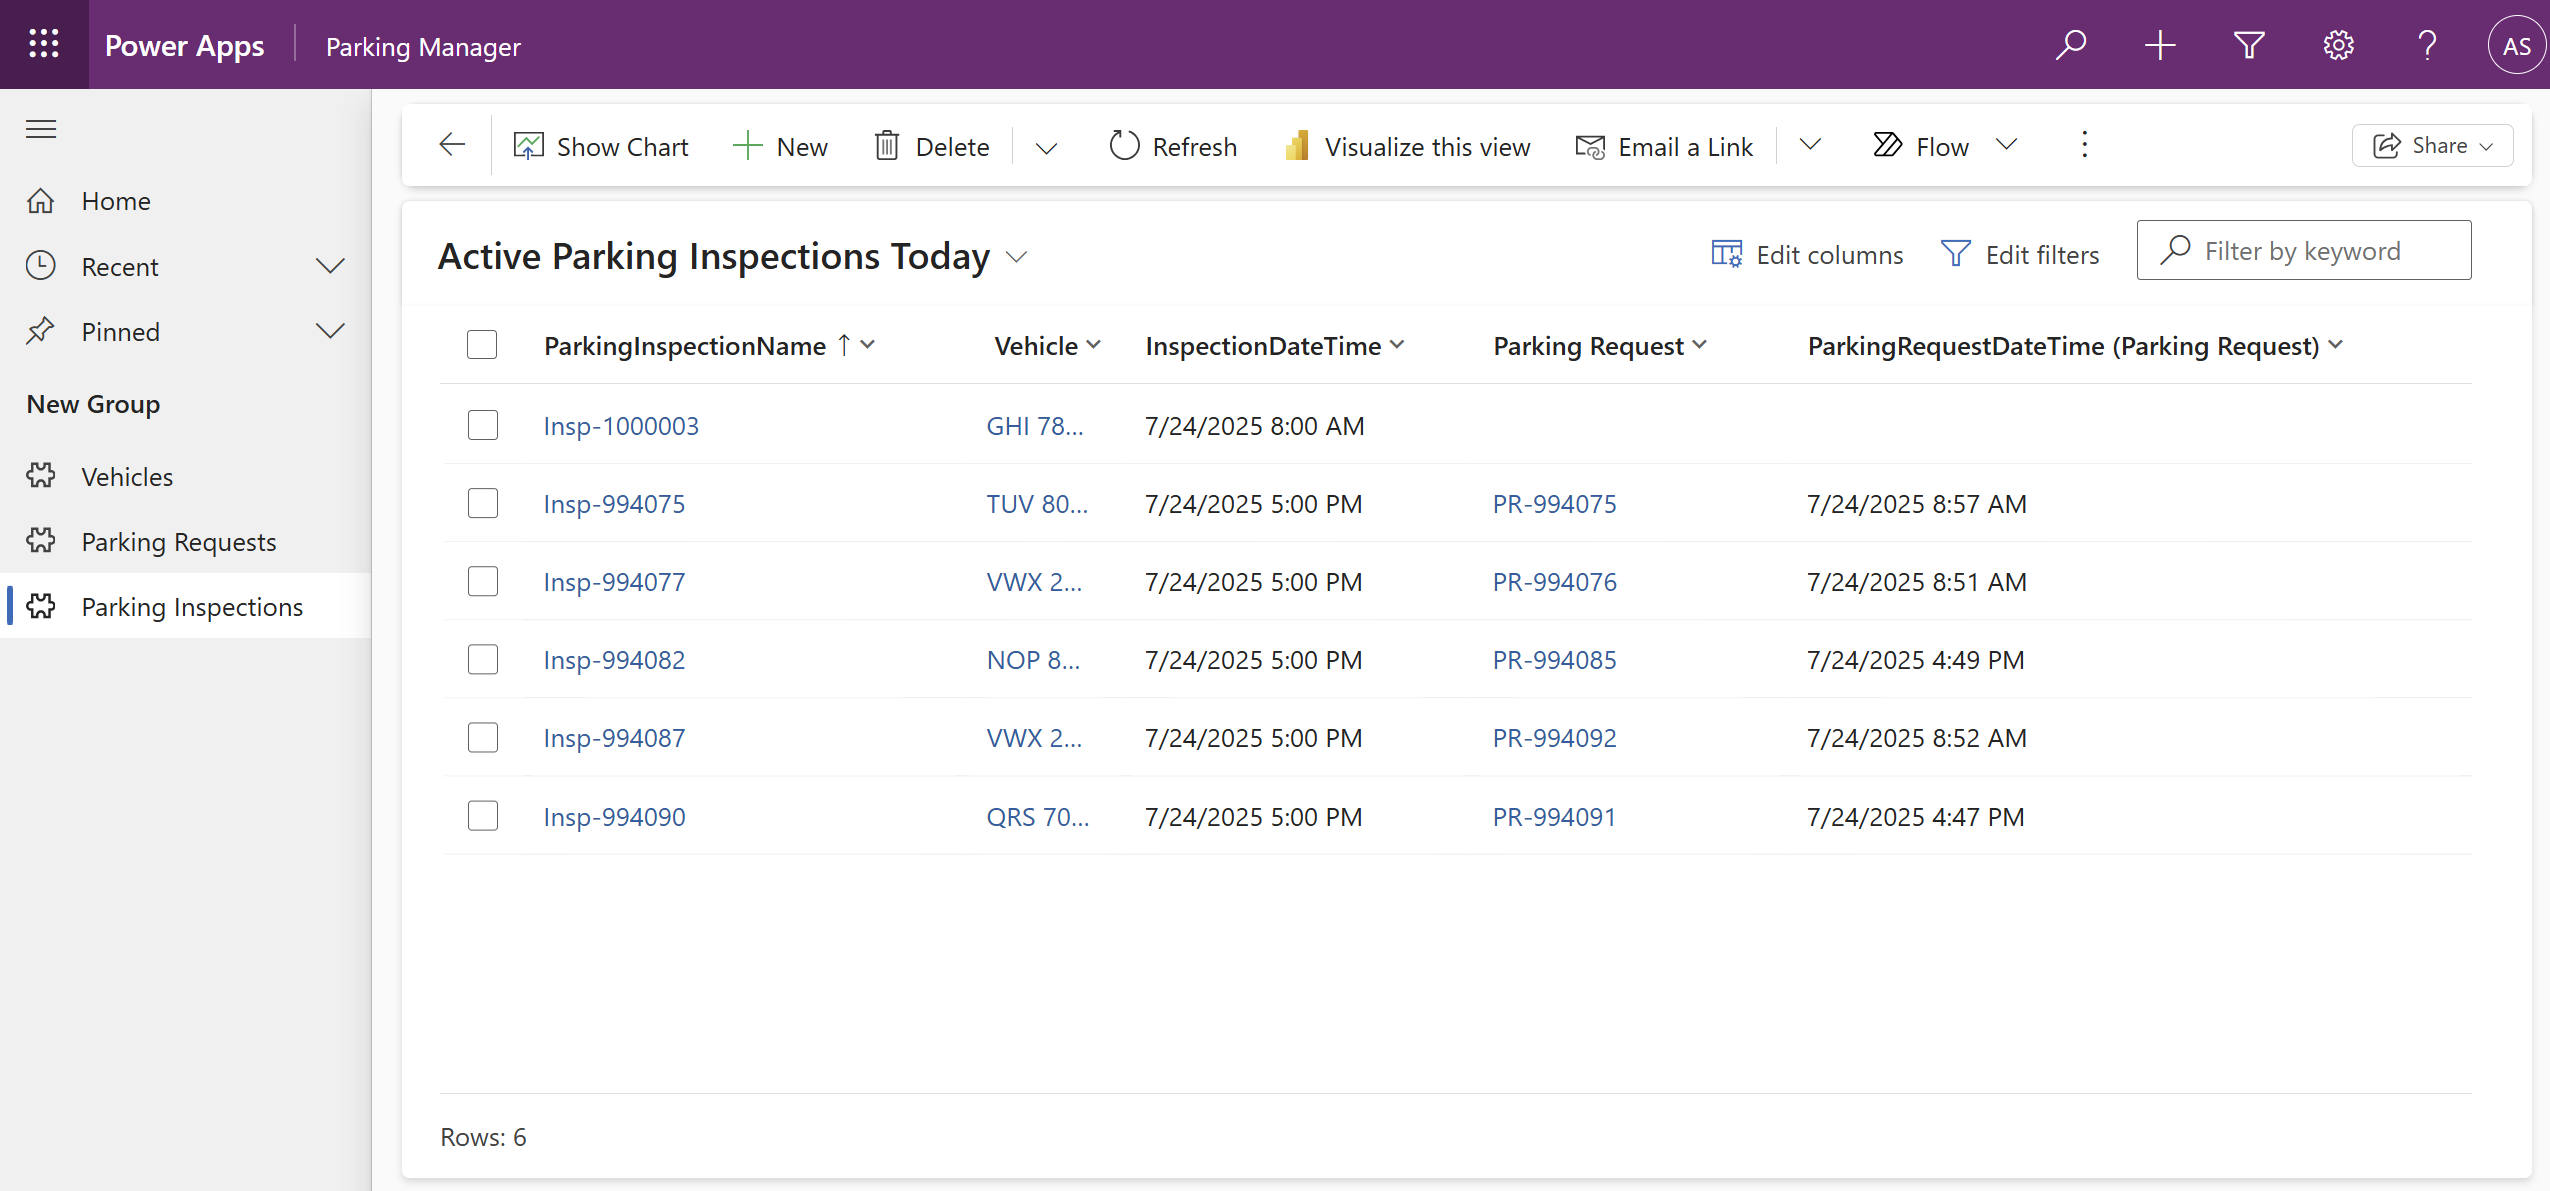 Power Apps Parking Manager AS
Show Chart New Delete Refresh Visualize this view Email a Link Flow Share
Home
Recent
Pinned
New Group
Vehicles
Parking Requests
Parking Inspections
Active Parking Inspections Today Edit columns Edit filters Filter by keyword
ParkingInspectionName Vehicle InspectionDateTime Parking Request ParkingRequestDateTime (Parking Request)
Insp-1000003 GHI 78... 7/24/2025 8:00 AM
Insp-994075 TUV 80... 7/24/2025 5:00 PM PR-994075 7/24/2025 8:57 AM
Insp-994077 VWX 2... 7/24/2025 5:00 PM PR-994076 7/24/2025 8:51 AM
Insp-994082 NOP 8... 7/24/2025 5:00 PM PR-994085 7/24/2025 4:49 PM
Insp-994087 VWX 2... 7/24/2025 5:00 PM PR-994092 7/24/2025 8:52 AM
Insp-994090 QRS 70... 7/24/2025 5:00 PM PR-994091 7/24/2025 4:47 PM
Rows: 6